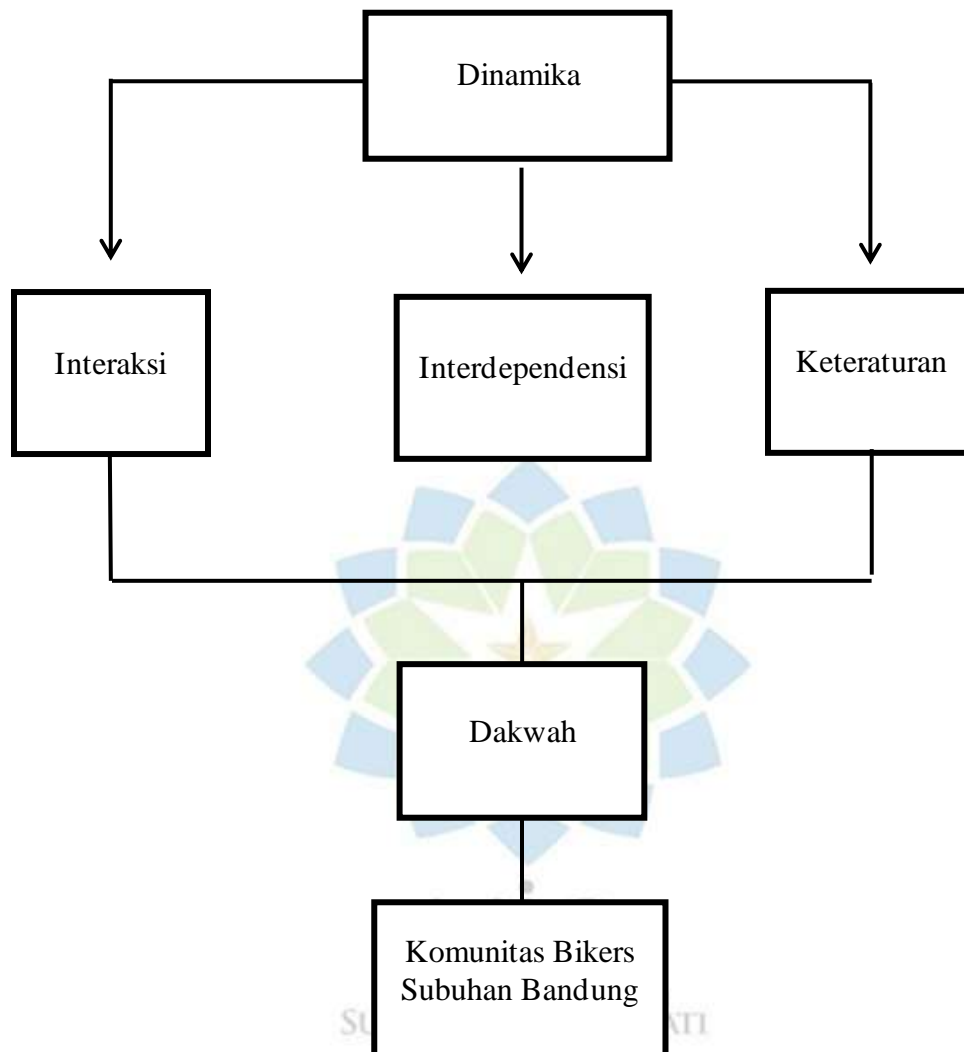 Dinamika
Interaksi
Interdependensi
Keteraturan
Dakwah
Komunitas Bikers
Subuhan Bandung